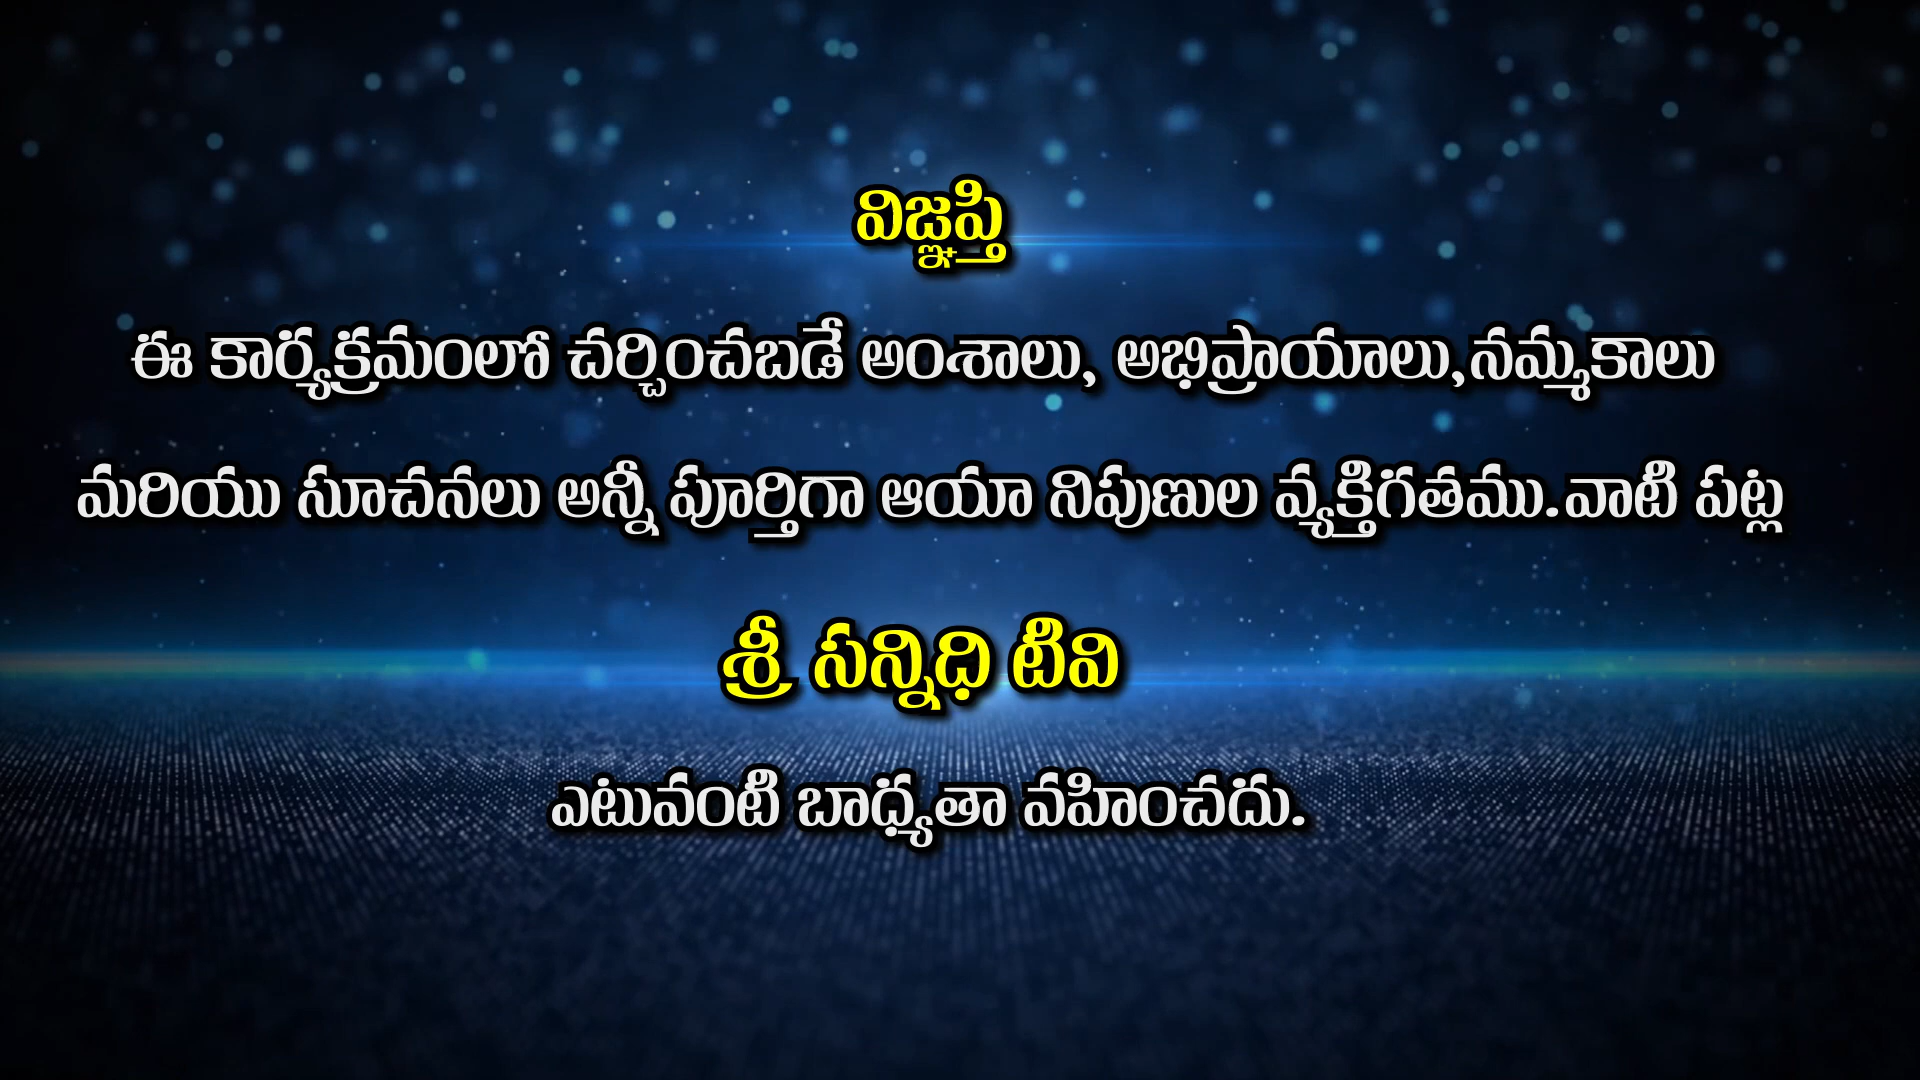 విజ్ఞప్తి
ఈ కార్యక్రమంలో చర్చించబడే అంశాలు, అభిప్రాయాలు,నమ్మకాలు
మరియు సూచనలు అన్నీ పూర్తిగా ఆయా నిపుణుల వ్యక్తిగతము.వాటి పట్ల
శ్రీ సన్నిధి టీవి
ఎటువంటి బాధ్యతా వహించదు.